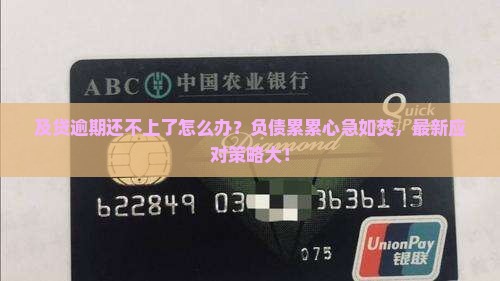 ABC 中国农业银行
Quick
及贷逾期还不上了怎么办？负债累累心急如焚，最新应
对策略大！
Diamond
622849 03 3636173
075
UnionPay
银联